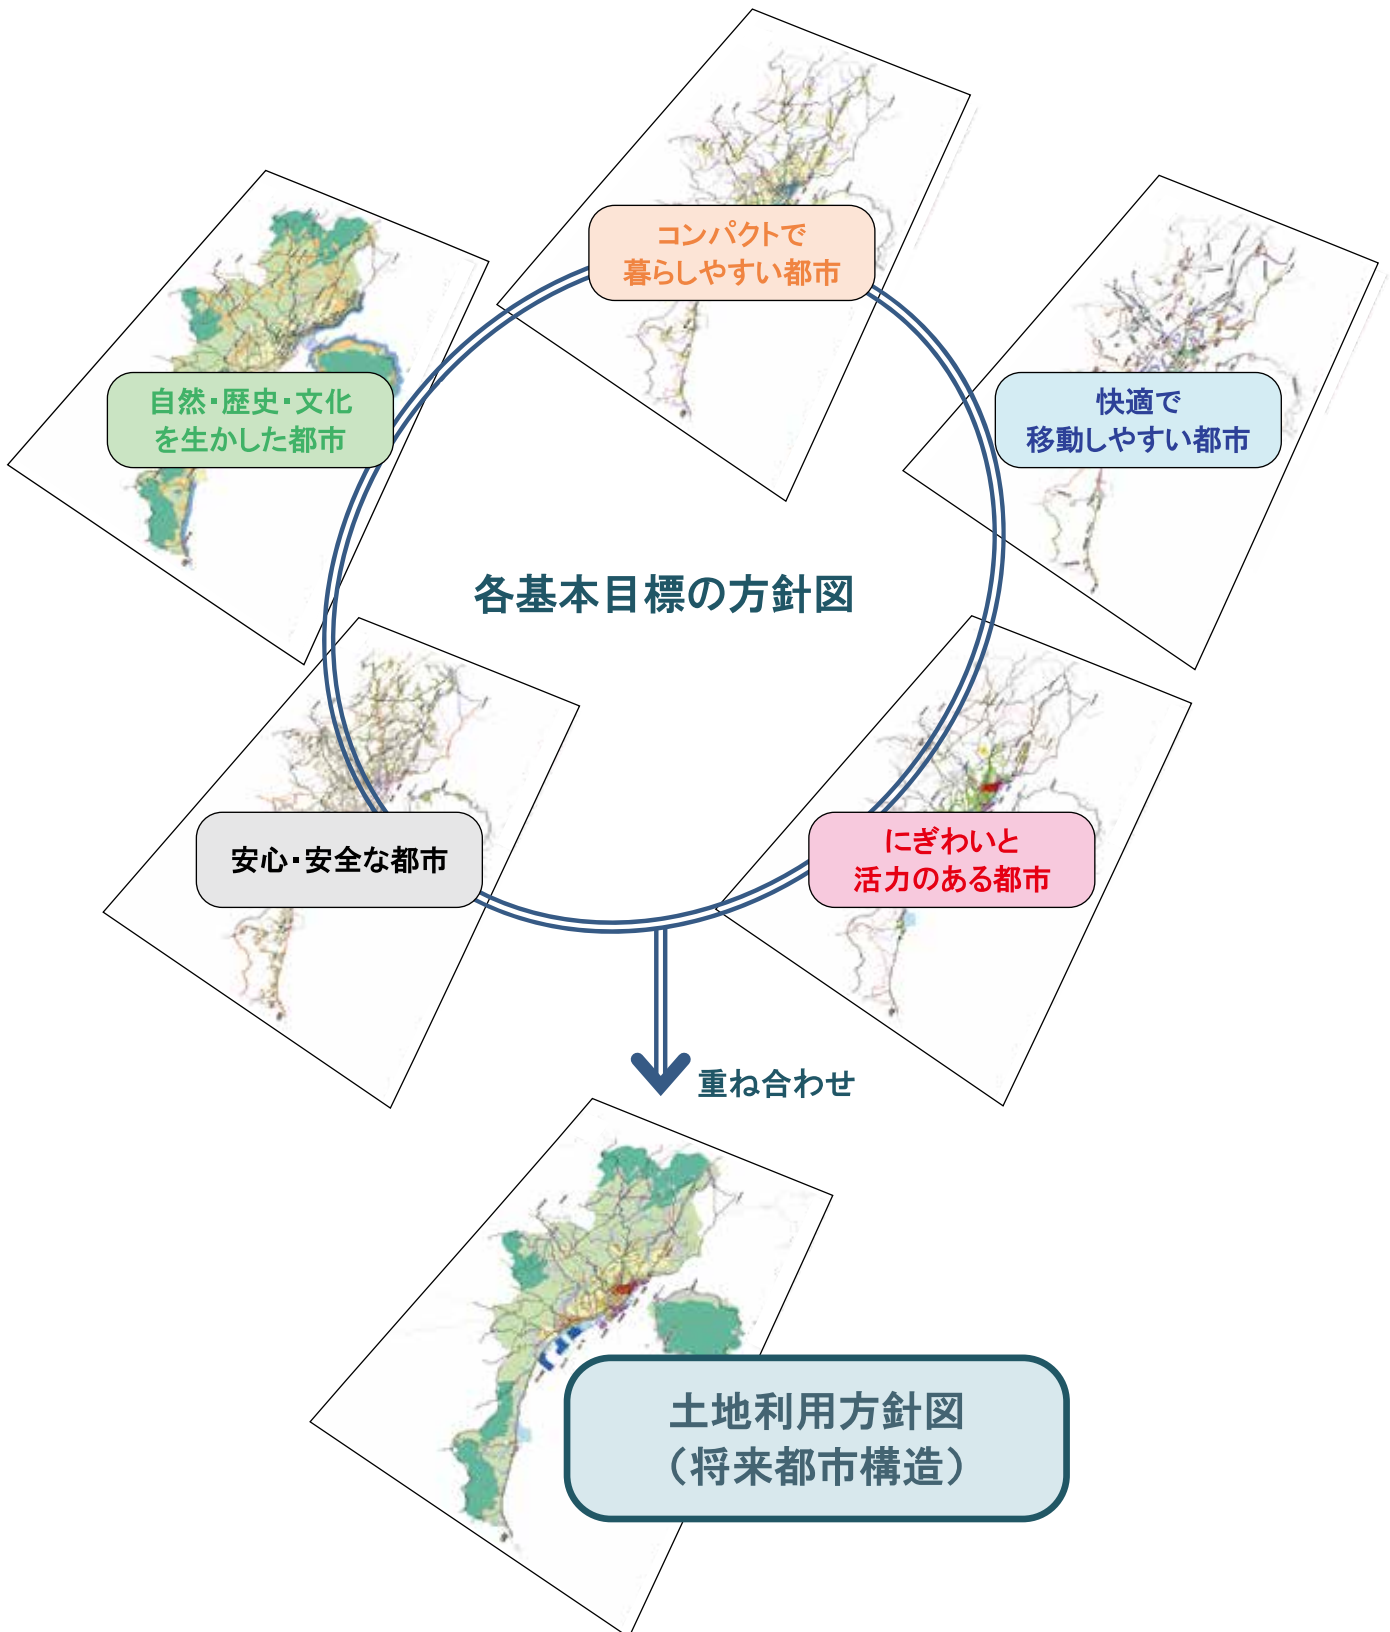 コンパクトで
暮らしやすい都市
自然・歴史・文化
を生かした都市
快適で
移動しやすい都市
各基本目標の方針図
安心・安全な都市
にぎわいと
活力のある都市
重ね合わせ
土地利用方針図
（将来都市構造）